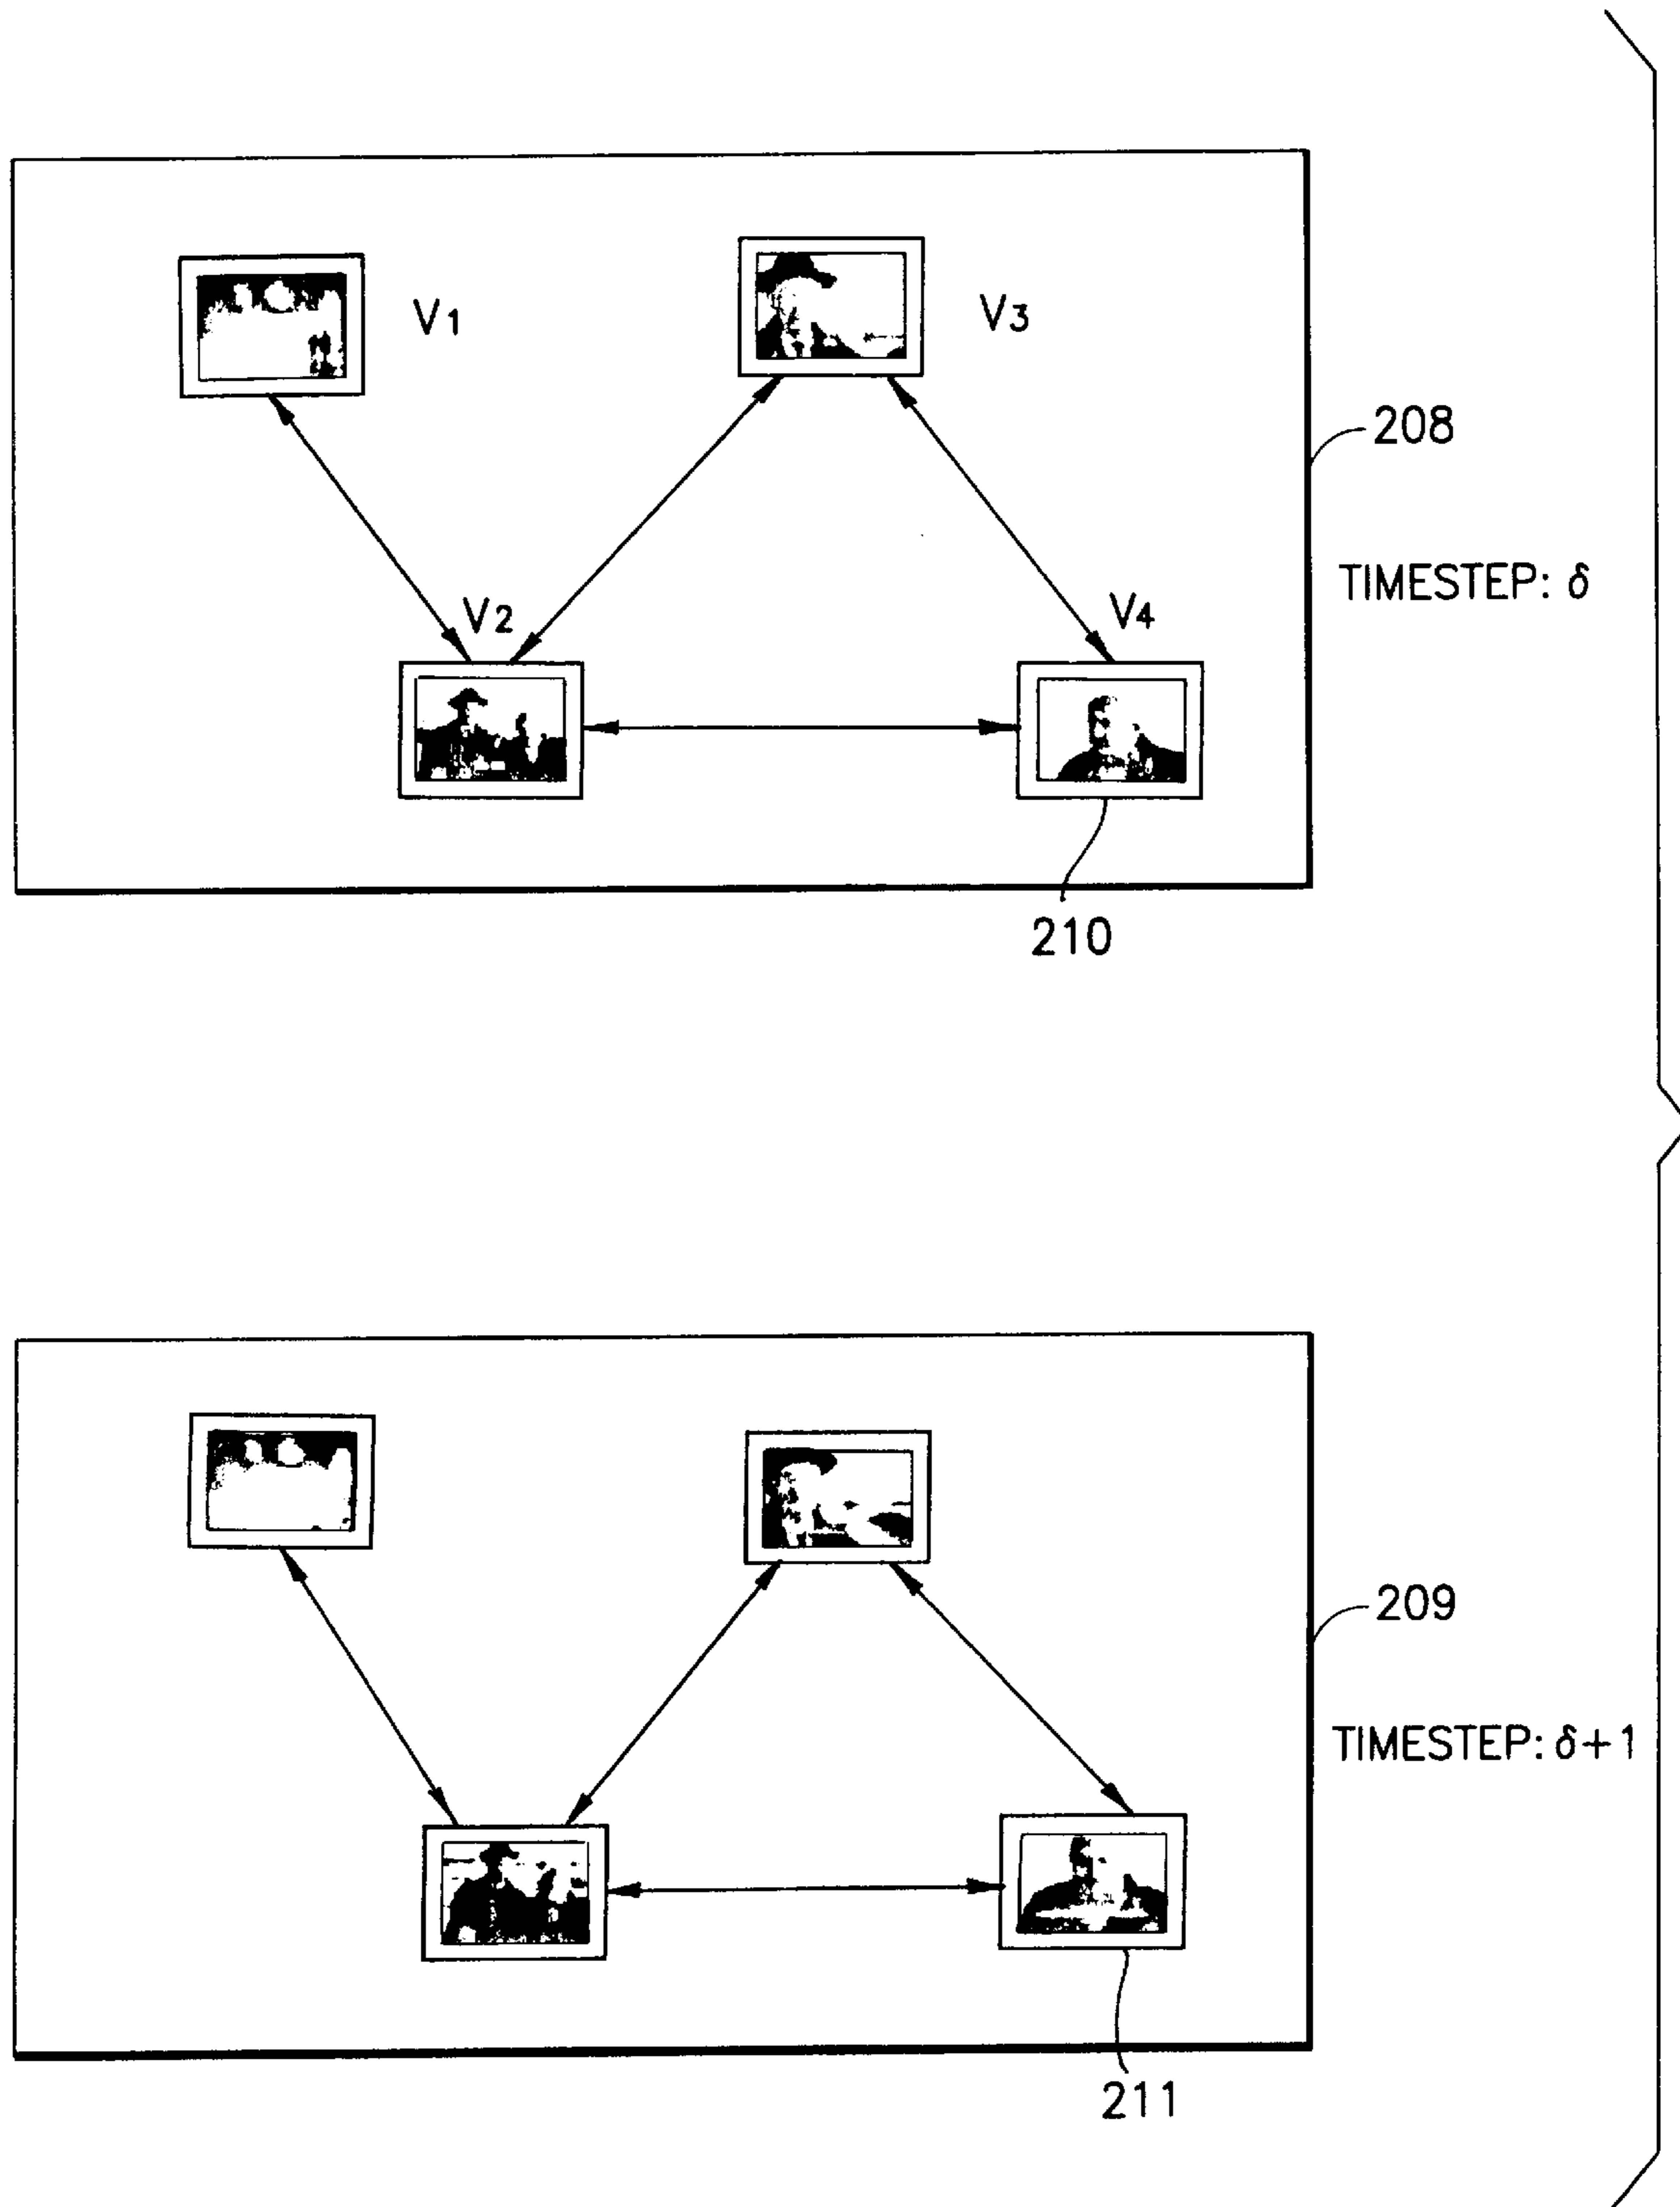 V1
V3
208
TIMESTEP: δ
V2
V4
210
209
TIMESTEP: δ+1
211